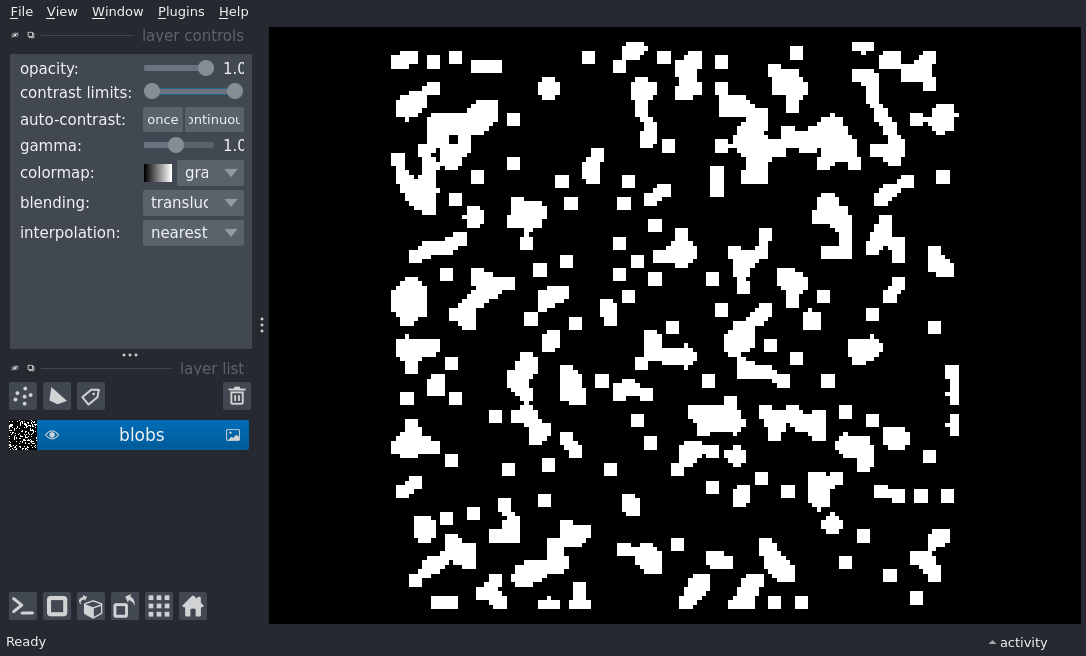 File View Window Plugins Help
layer controls
opacity: 1.0
contrast limits:
auto-contrast: once ontinuou
gamma: 1.0
colormap: gra
blending: transluc
interpolation: nearest
layer list
blobs
Ready
activity